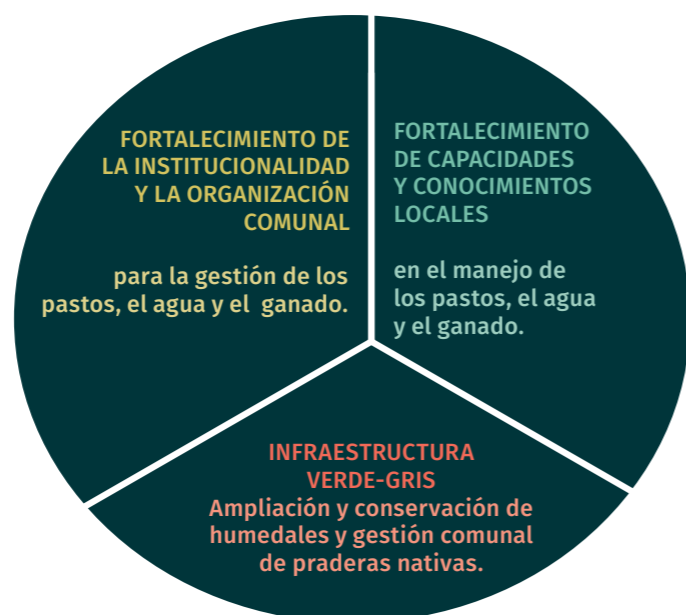 FORTALECIMIENTO DE
LA INSTITUCIONALIDAD
Y LA ORGANIZACIÓN
COMUNAL
para la gestión de los
pastos, el agua y el ganado.
FORTALECIMIENTO
DE CAPACIDADES
Y CONOCIMIENTOS
LOCALES
en el manejo de
los pastos, el agua
y el ganado.
INFRAESTRUCTURA
VERDE-GRIS
Ampliación y conservación de
humedales y gestión comunal
de praderas nativas.